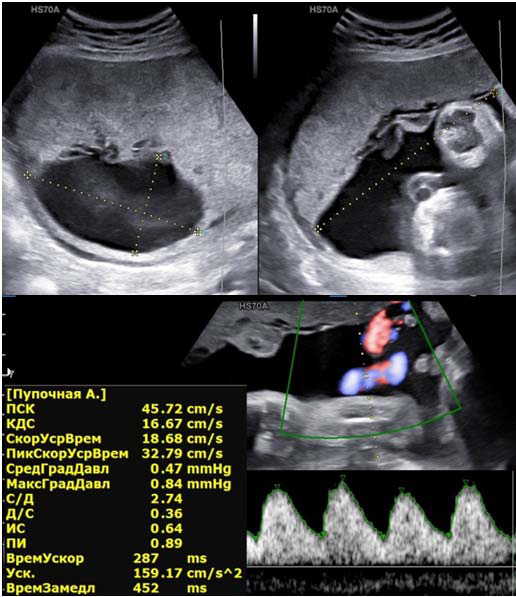 HS70A
HS70A
HS70A
[Пупочная А.]
ПСК 45.72 cm/s
КДС 16.67 cm/s
СкорУсрВрем 18.68 cm/s
ПикСкорУсрВрем 32.79 cm/s
СредГрадДавл 0.47 mmHg
МаксГрадДавл 0.84 mmHg
С/Д 2.74
Д/С 0.36
ИС 0.64
ПИ 0.89
ВремУскор 287 ms
Уск. 159.17 cm/s^2
ВремЗамедл 452 ms